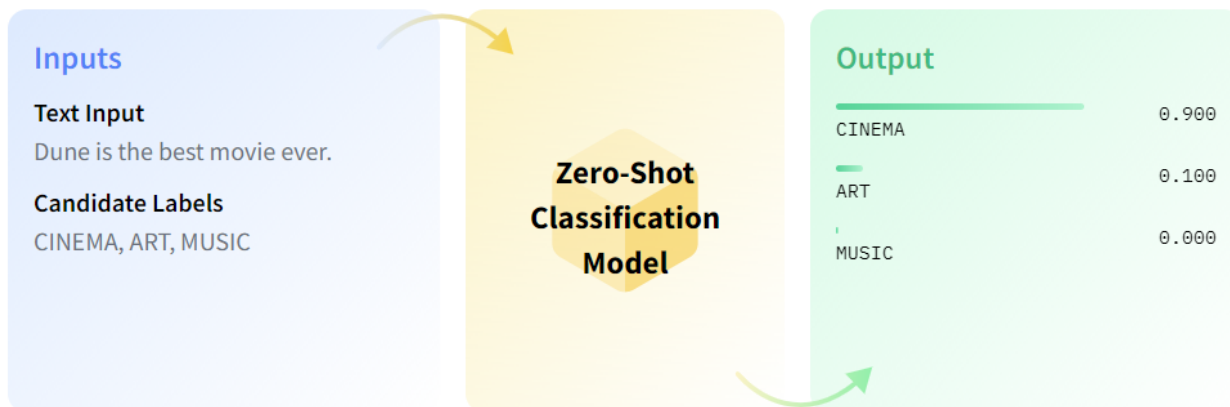 Inputs
Text Input
Dune is the best movie ever.
Candidate Labels
CINEMA, ART, MUSIC
Zero-Shot
Classification
Model
Output
0.900
CINEMA
0.100
ART
0.000
MUSIC